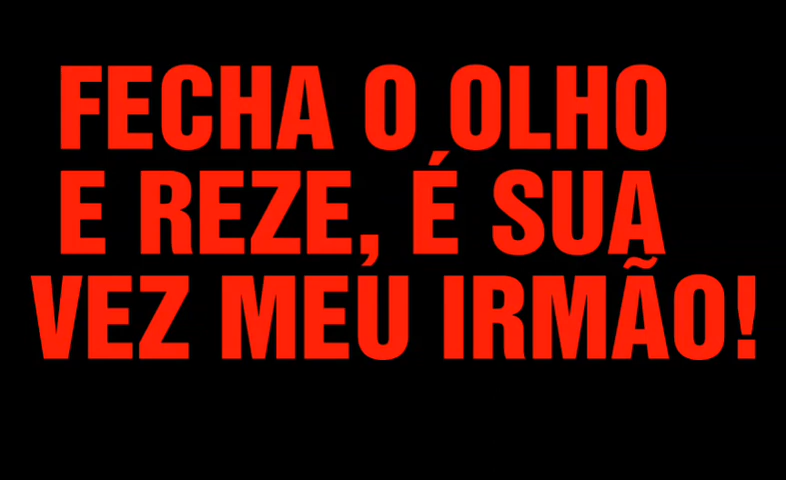 FECHA O OLHO
E REZE, É SUA
VEZ MEU IRMÃO!